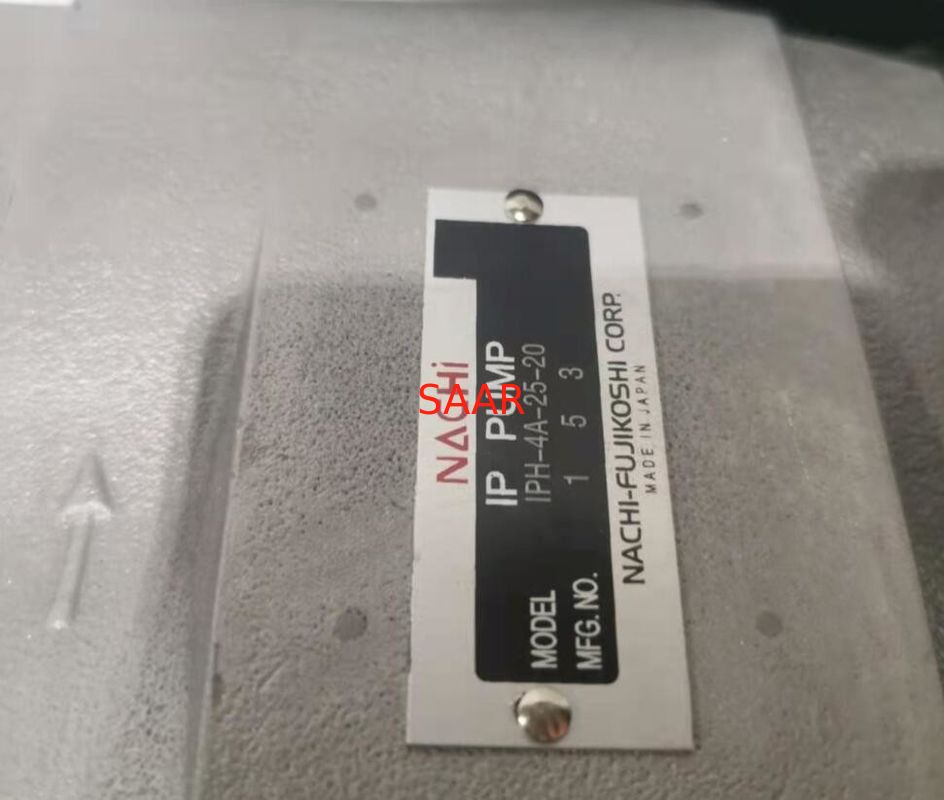 NACHi
IP PUMP
MODEL IPH-4A-25-20
MFG. NO. 1 5 3
NACHI-FUJIKOSHI CORP.
MADE IN JAPAN
SAAR